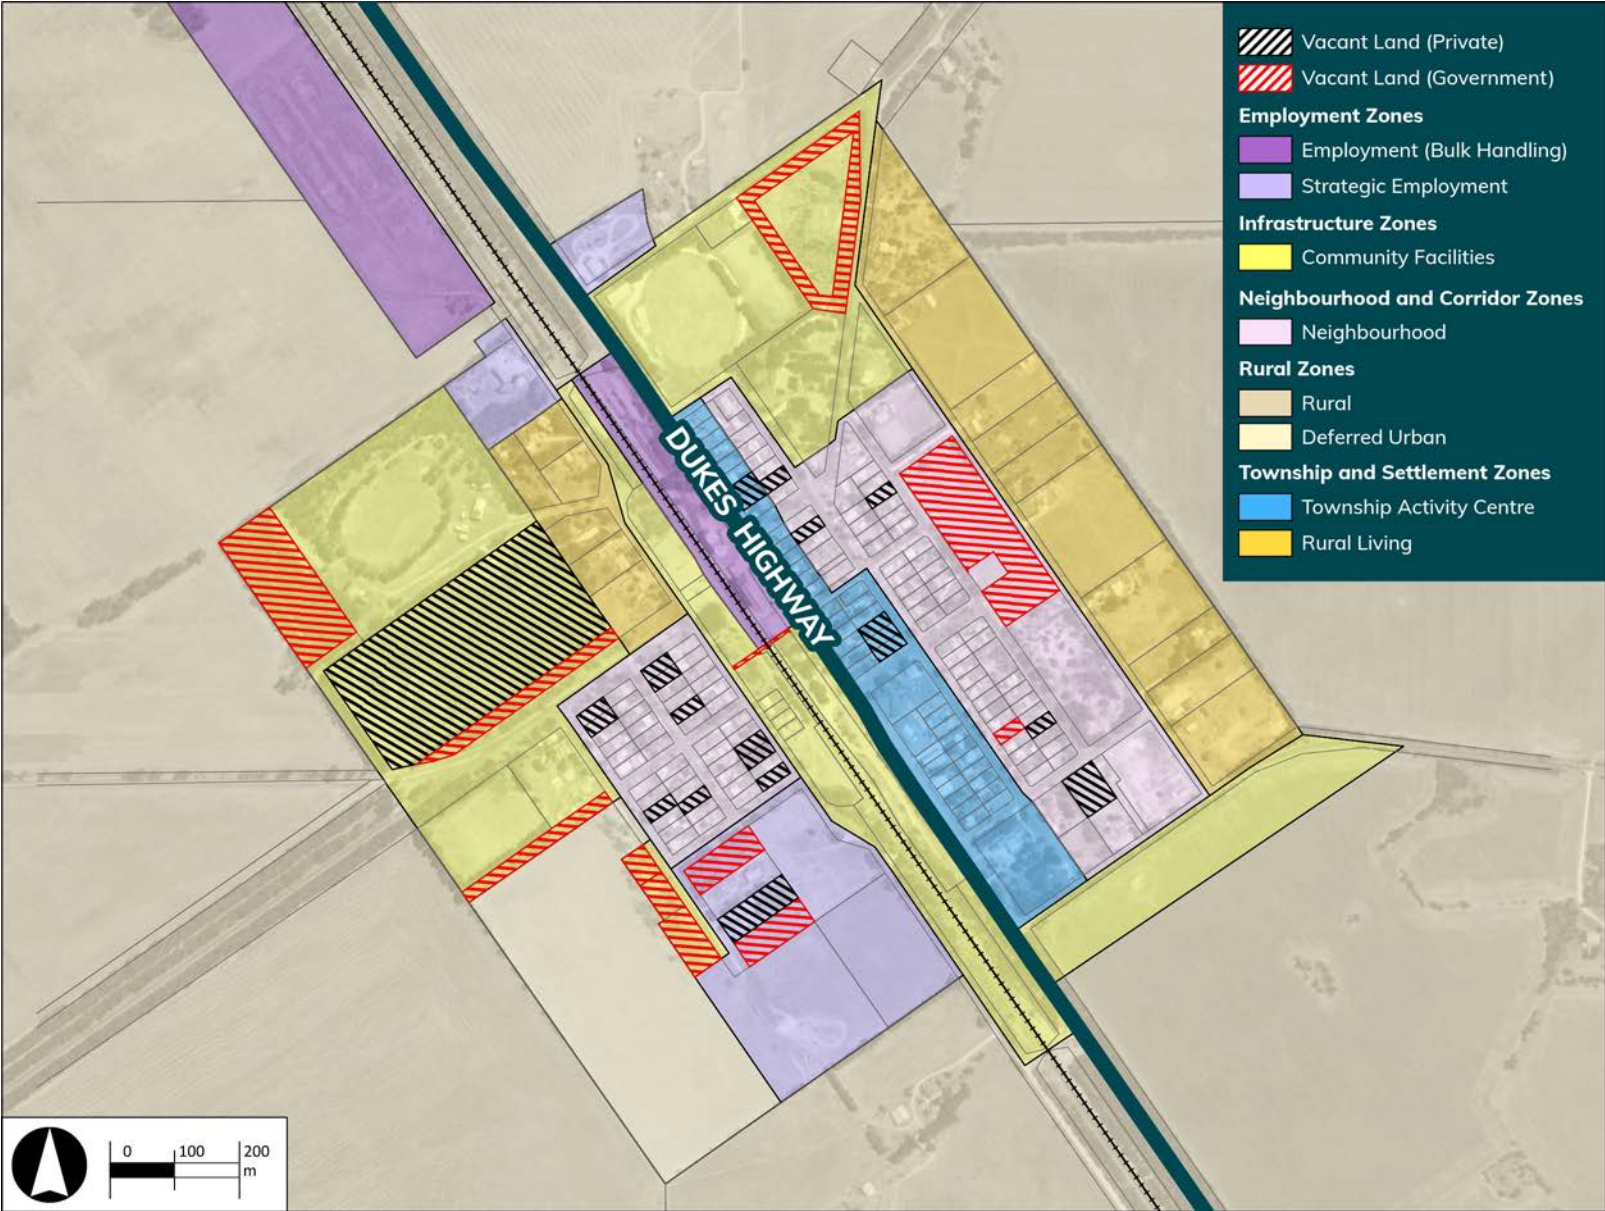 Vacant Land (Private)
Vacant Land (Government)
Employment Zones
Employment (Bulk Handling)
Strategic Employment
Infrastructure Zones
Community Facilities
Neighbourhood and Corridor Zones
Neighbourhood
Rural Zones
Rural
Deferred Urban
Township and Settlement Zones
Township Activity Centre
Rural Living
DUKES HIGHWAY
0 100 200
m